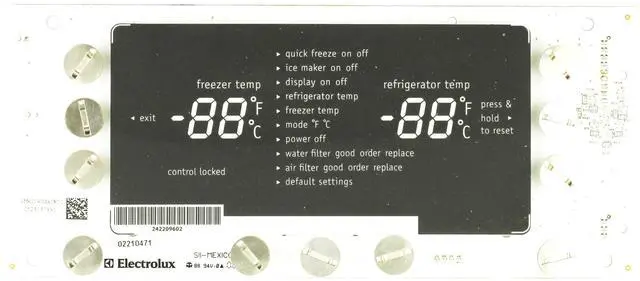 ▸ quick freeze on off
▸ ice maker on off
freezer temp
▸ display on off
refrigerator temp
▸ refrigerator temp
◂ exit
-88°F °C
▸ freezer temp
▸ mode °F °C
▸ power off
-88°F °C
press &
hold ▸
to reset
▸ water filter good order replace
control locked
▸ air filter good order replace
▸ default settings
242209602
02210471
Electrolux
SII-MEXICO
94V-0